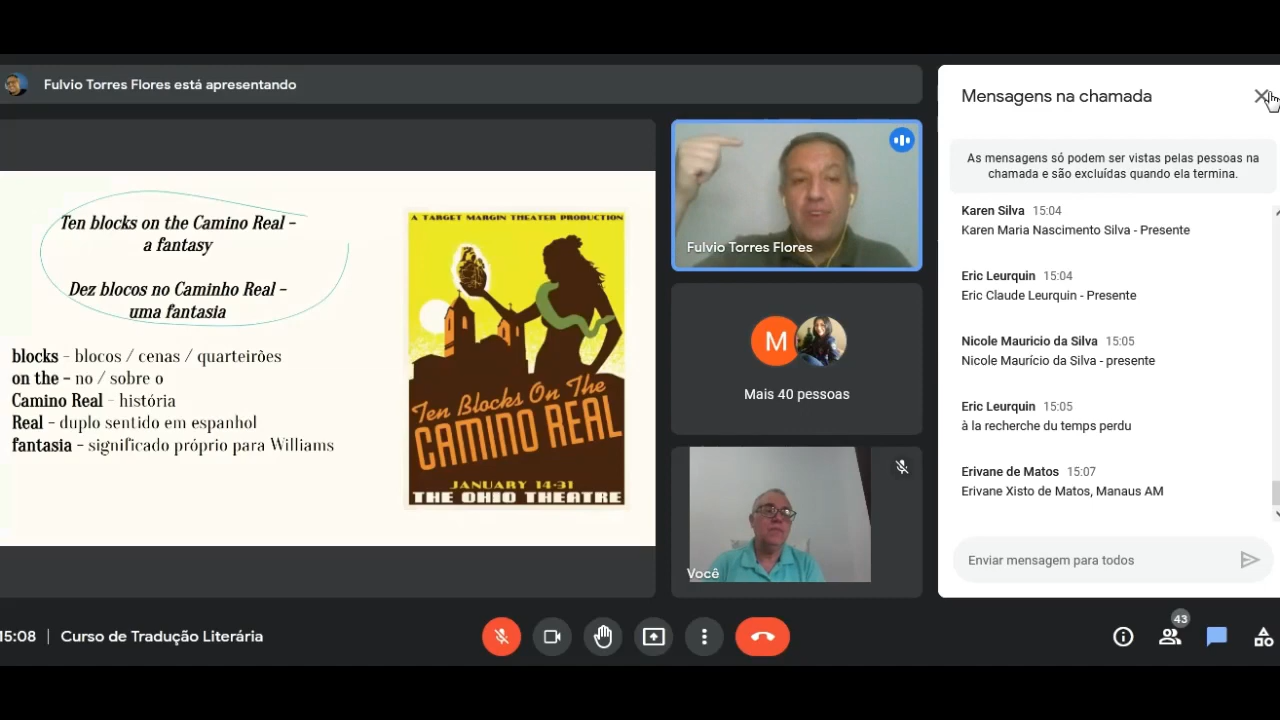 Fulvio Torres Flores está apresentando
Ten blocks on the Camino Real –
a fantasy
Dez blocos no Caminho Real –
uma fantasia
blocks – blocos / cenas / quarteirões
on the – no / sobre o
Camino Real – história
Real – duplo sentido em espanhol
fantasia – significado próprio para Williams
A TARGET MARGIN THEATER PRODUCTION
Ten Blocks On The
CAMINO REAL
JANUARY 14-31
THE OHIO THEATRE
Fulvio Torres Flores
M
Mais 40 pessoas
Você
Mensagens na chamada
As mensagens só podem ser vistas pelas pessoas na
chamada e são excluídas quando ela termina.
Karen Silva 15:04
Karen Maria Nascimento Silva - Presente
Eric Leurquin 15:04
Eric Claude Leurquin - Presente
Nicole Mauricio da Silva 15:05
Nicole Maurício da Silva - presente
Eric Leurquin 15:05
à la recherche du temps perdu
Erivane de Matos 15:07
Erivane Xisto de Matos, Manaus AM
Enviar mensagem para todos
15:08 | Curso de Tradução Literária
43